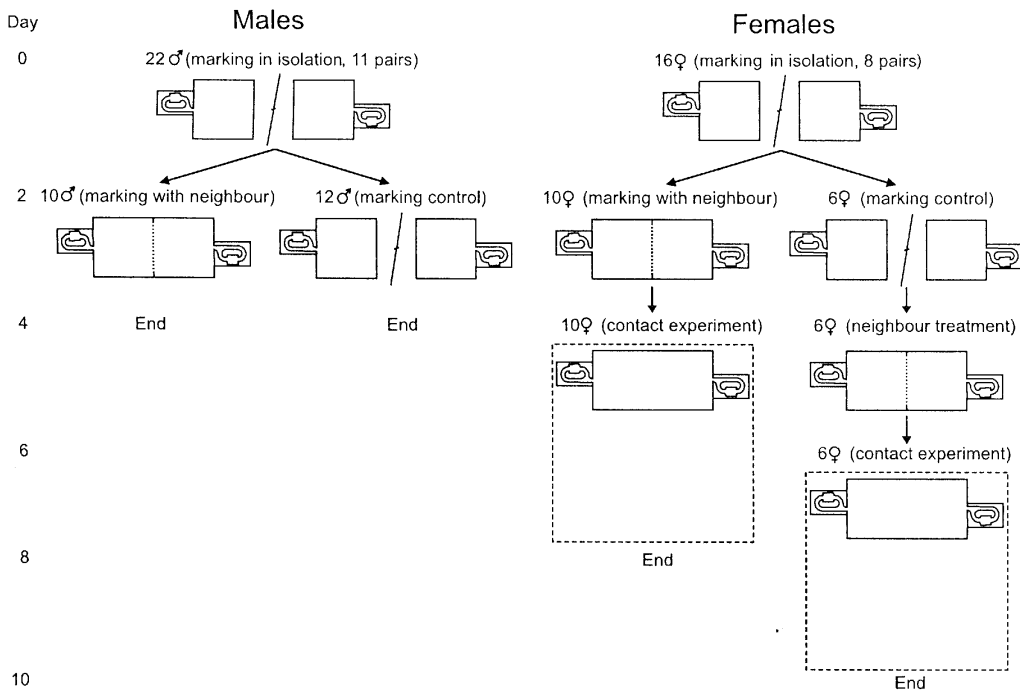 Day
Males
Females
0
22♂ (marking in isolation, 11 pairs)
16♀ (marking in isolation, 8 pairs)
2
10♂ (marking with neighbour)
12♂ (marking control)
10♀ (marking with neighbour)
6♀ (marking control)
4
End
End
10♀ (contact experiment)
6♀ (neighbour treatment)
6
6♀ (contact experiment)
8
End
10
End